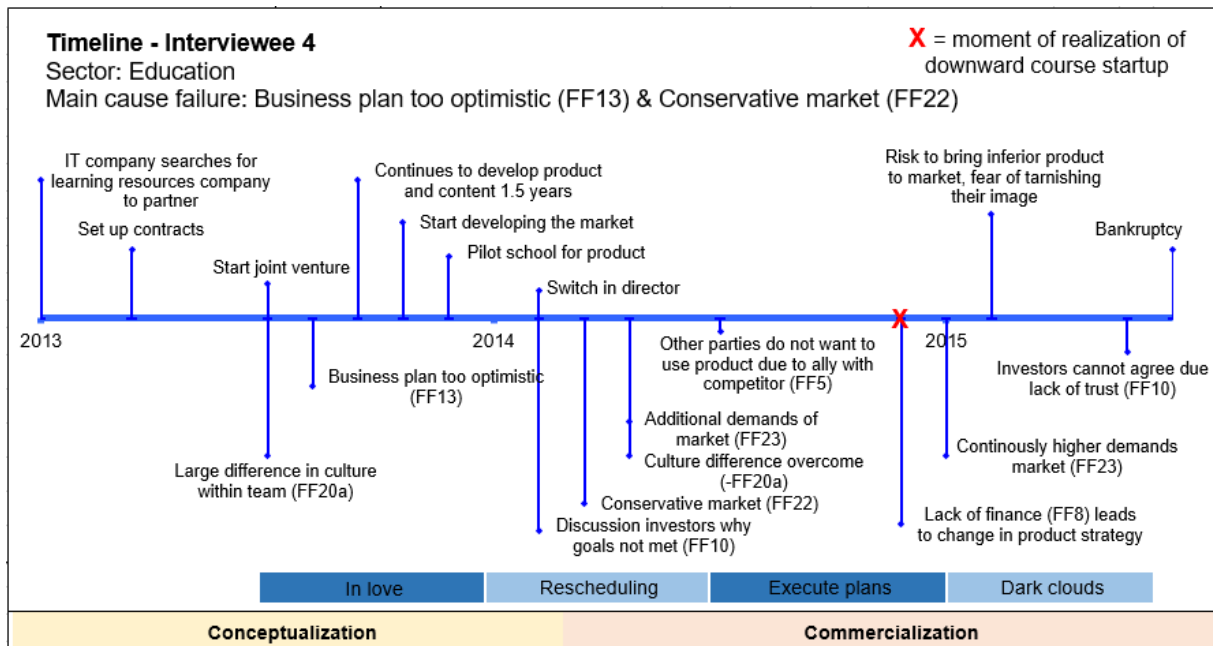 Timeline - Interviewee 4
Sector: Education
Main cause failure: Business plan too optimistic (FF13) & Conservative market (FF22)
X = moment of realization of
downward course startup
IT company searches for
learning resources company
to partner
Set up contracts
Start joint venture
Continues to develop product
and content 1.5 years
Start developing the market
Pilot school for product
Switch in director
Risk to bring inferior product
to market, fear of tarnishing
their image
Bankruptcy
X
2013
2014
2015
Business plan too optimistic
(FF13)
Large difference in culture
within team (FF20a)
Other parties do not want to
use product due to ally with
competitor (FF5)
Additional demands of
market (FF23)
Culture difference overcome
(-FF20a)
Conservative market (FF22)
Discussion investors why
goals not met (FF10)
Investors cannot agree due
lack of trust (FF10)
Continously higher demands
market (FF23)
Lack of finance (FF8) leads
to change in product strategy
In love
Rescheduling
Execute plans
Dark clouds
Conceptualization
Commercialization